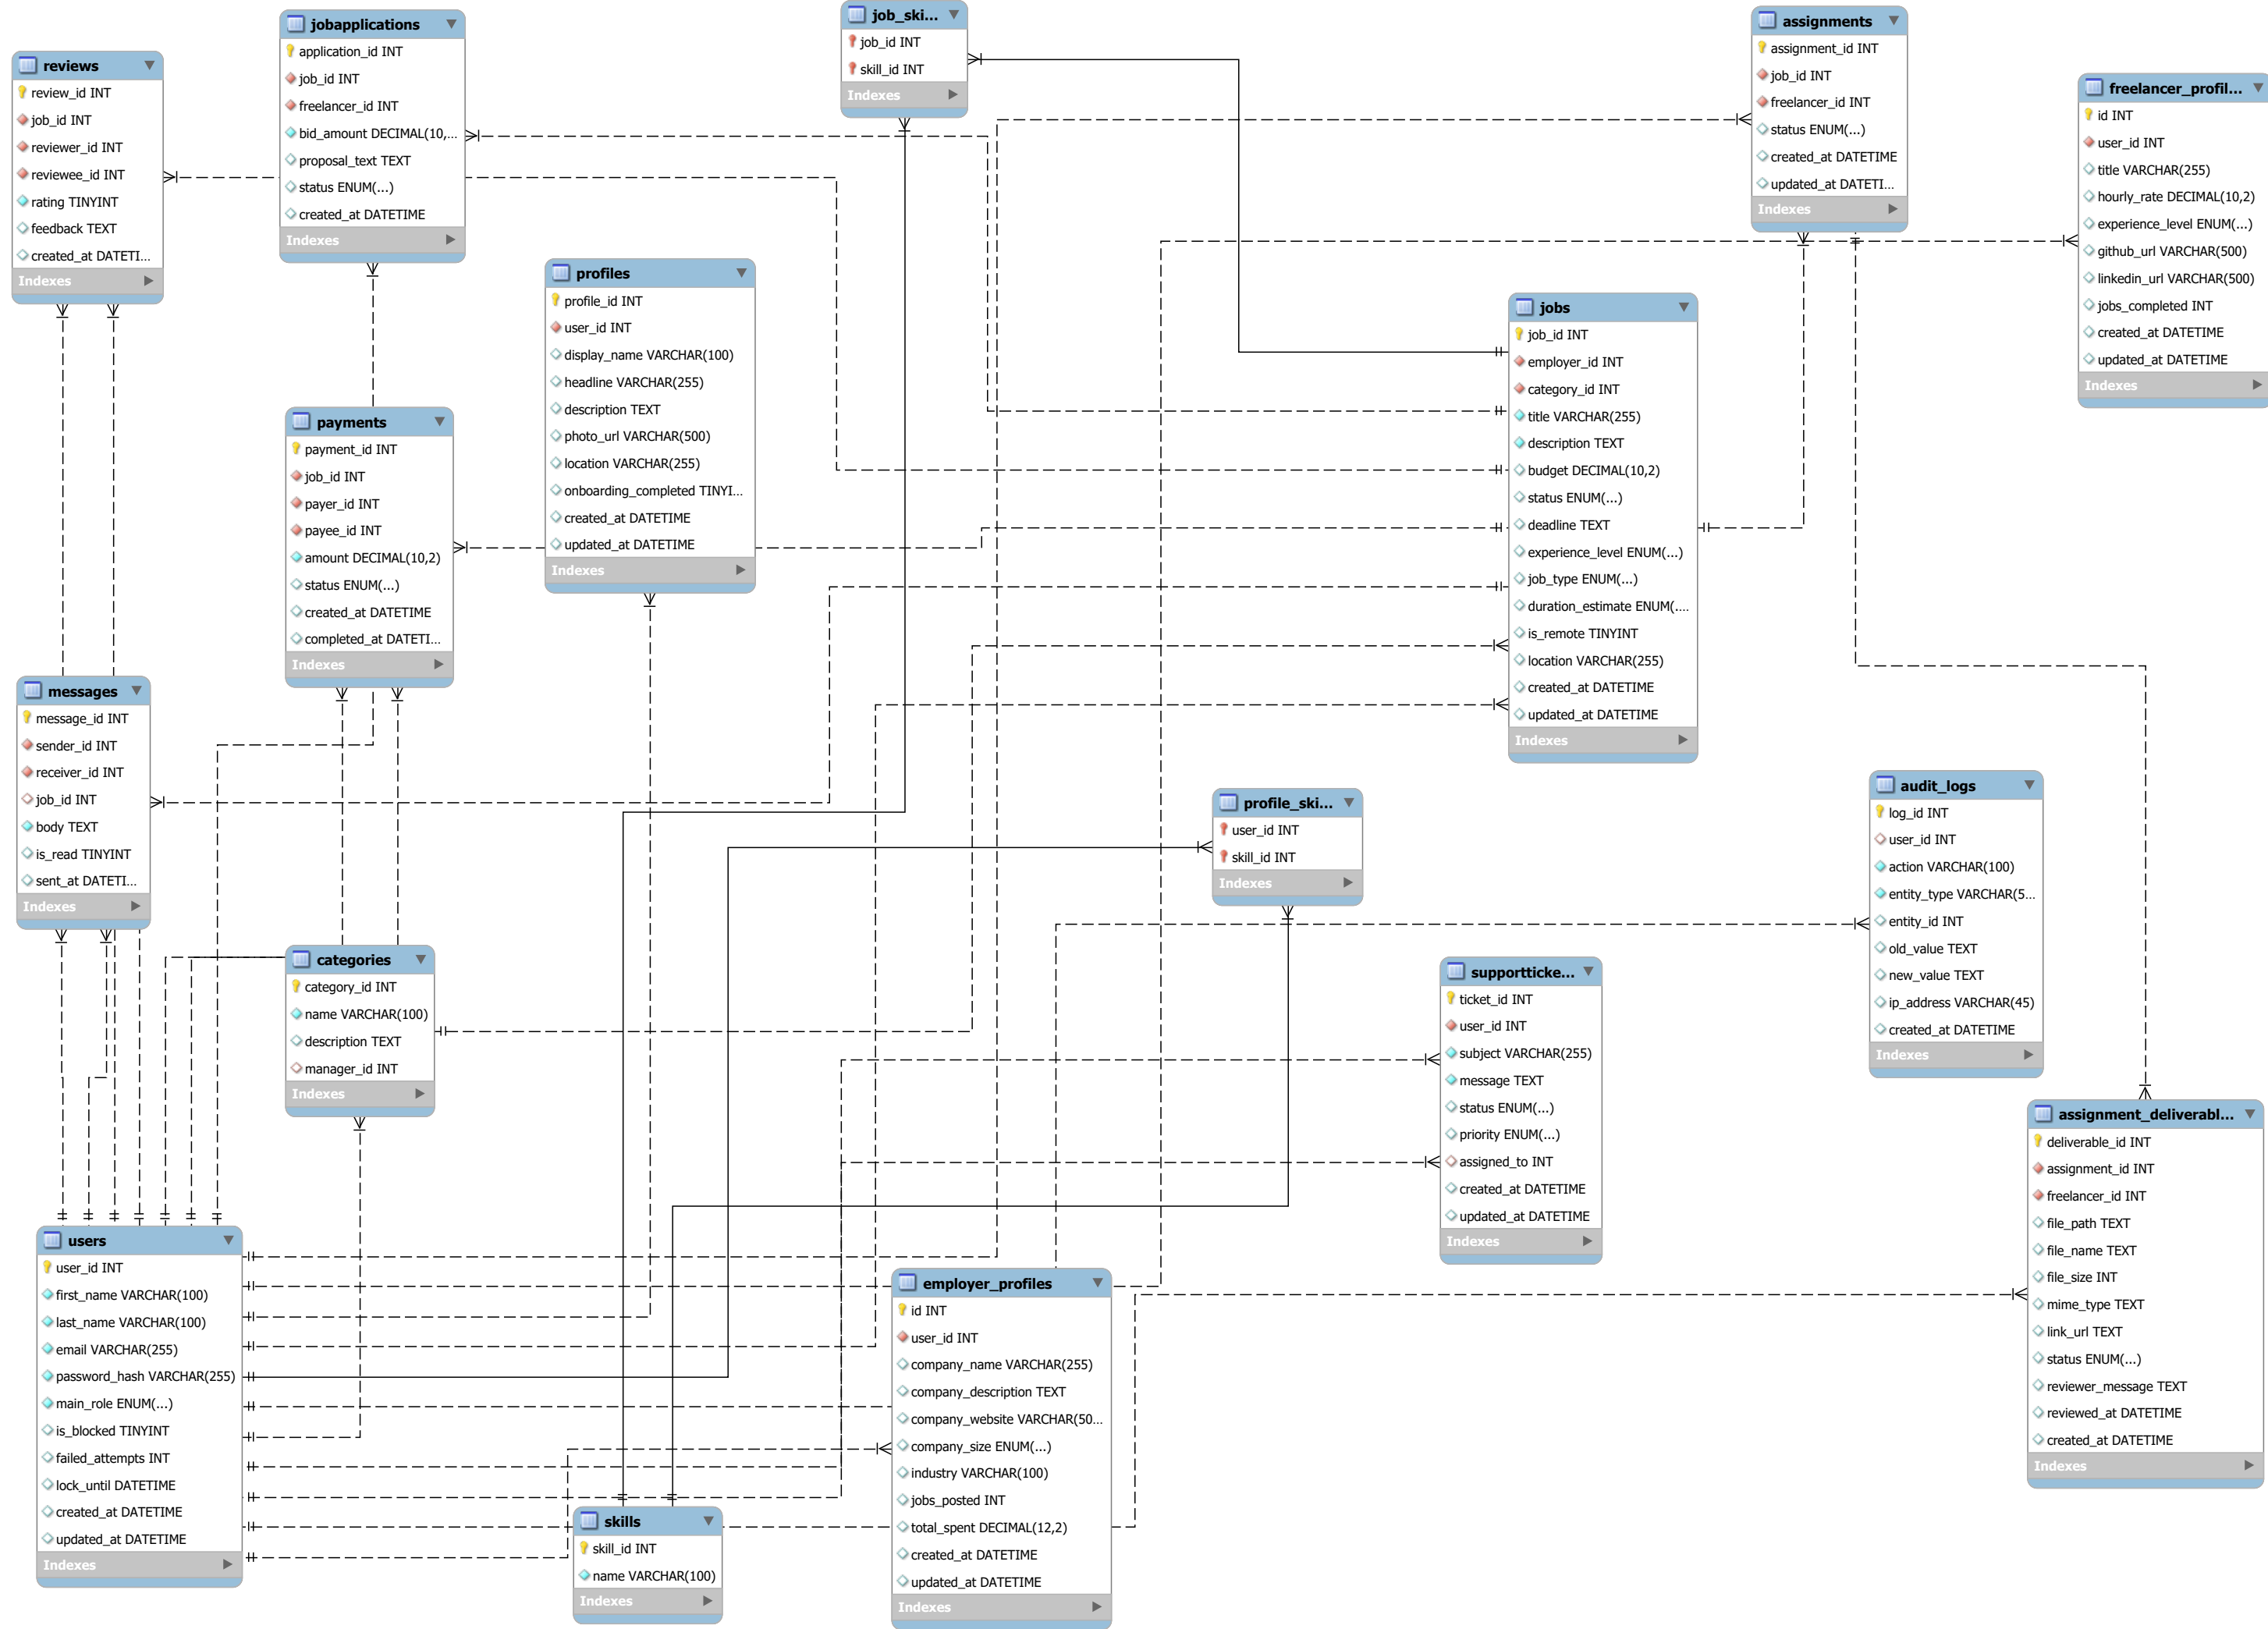 reviews
review_id INT
job_id INT
reviewer_id INT
reviewee_id INT
rating TINYINT
feedback TEXT
created_at DATETI...
Indexes
jobapplications
application_id INT
job_id INT
freelancer_id INT
bid_amount DECIMAL(10,...
proposal_text TEXT
status ENUM(...)
created_at DATETIME
Indexes
job_ski...
job_id INT
skill_id INT
Indexes
assignments
assignment_id INT
job_id INT
freelancer_id INT
status ENUM(...)
created_at DATETIME
updated_at DATETI...
Indexes
freelancer_profil...
id INT
user_id INT
title VARCHAR(255)
hourly_rate DECIMAL(10,2)
experience_level ENUM(...)
github_url VARCHAR(500)
linkedin_url VARCHAR(500)
jobs_completed INT
created_at DATETIME
updated_at DATETIME
Indexes
profiles
profile_id INT
user_id INT
display_name VARCHAR(100)
headline VARCHAR(255)
description TEXT
photo_url VARCHAR(500)
location VARCHAR(255)
onboarding_completed TINYI...
created_at DATETIME
updated_at DATETIME
Indexes
jobs
job_id INT
employer_id INT
category_id INT
title VARCHAR(255)
description TEXT
budget DECIMAL(10,2)
status ENUM(...)
deadline TEXT
experience_level ENUM(...)
job_type ENUM(...)
duration_estimate ENUM(....
is_remote TINYINT
location VARCHAR(255)
created_at DATETIME
updated_at DATETIME
Indexes
payments
payment_id INT
job_id INT
payer_id INT
payee_id INT
amount DECIMAL(10,2)
status ENUM(...)
created_at DATETIME
completed_at DATETI...
Indexes
messages
message_id INT
sender_id INT
receiver_id INT
job_id INT
body TEXT
is_read TINYINT
sent_at DATETI...
Indexes
profile_ski...
user_id INT
skill_id INT
Indexes
audit_logs
log_id INT
user_id INT
action VARCHAR(100)
entity_type VARCHAR(5...
entity_id INT
old_value TEXT
new_value TEXT
ip_address VARCHAR(45)
created_at DATETIME
Indexes
categories
category_id INT
name VARCHAR(100)
description TEXT
manager_id INT
Indexes
supportticke...
ticket_id INT
user_id INT
subject VARCHAR(255)
message TEXT
status ENUM(...)
priority ENUM(...)
assigned_to INT
created_at DATETIME
updated_at DATETIME
Indexes
assignment_deliverabl...
deliverable_id INT
assignment_id INT
freelancer_id INT
file_path TEXT
file_name TEXT
file_size INT
mime_type TEXT
link_url TEXT
status ENUM(...)
reviewer_message TEXT
reviewed_at DATETIME
created_at DATETIME
Indexes
users
user_id INT
first_name VARCHAR(100)
last_name VARCHAR(100)
email VARCHAR(255)
password_hash VARCHAR(255)
main_role ENUM(...)
is_blocked TINYINT
failed_attempts INT
lock_until DATETIME
created_at DATETIME
updated_at DATETIME
Indexes
employer_profiles
id INT
user_id INT
company_name VARCHAR(255)
company_description TEXT
company_website VARCHAR(50...
company_size ENUM(...)
industry VARCHAR(100)
jobs_posted INT
total_spent DECIMAL(12,2)
created_at DATETIME
updated_at DATETIME
Indexes
skills
skill_id INT
name VARCHAR(100)
Indexes